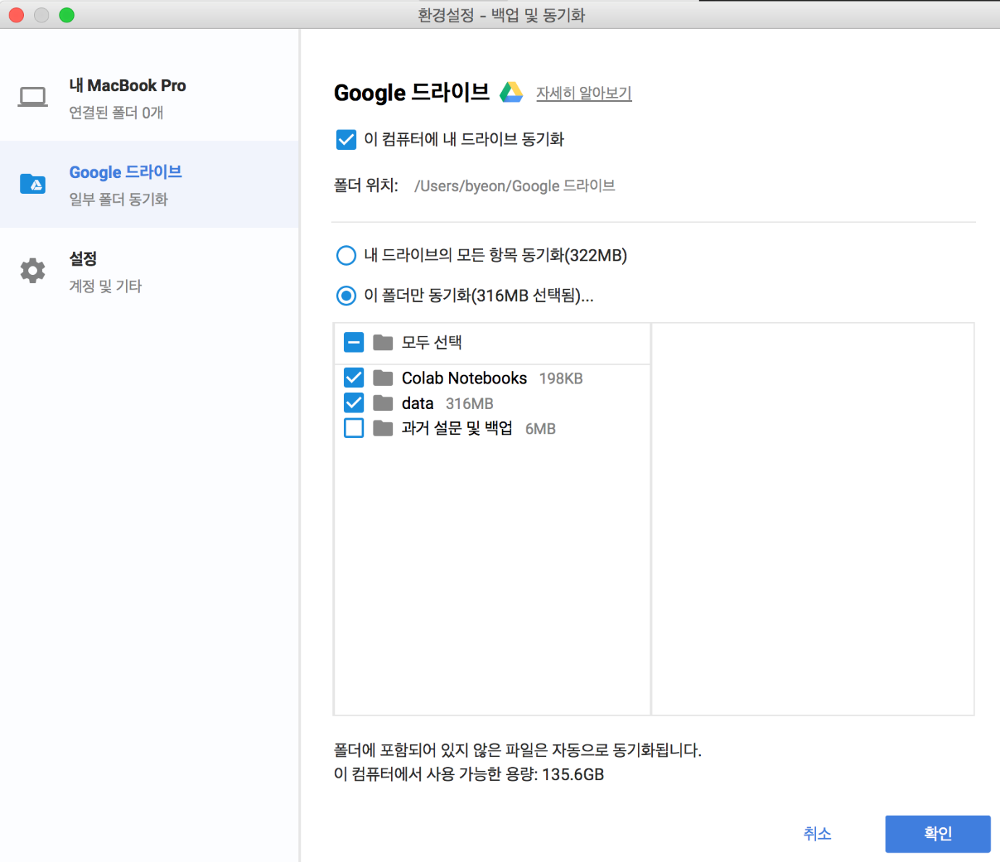 환경설정 - 백업 및 동기화
내 MacBook Pro
연결된 폴더 0개
Google 드라이브
일부 폴더 동기화
설정
계정 및 기타
Google 드라이브 자세히 알아보기
이 컴퓨터에 내 드라이브 동기화
폴더 위치: /Users/byeon/Google 드라이브
내 드라이브의 모든 항목 동기화(322MB)
이 폴더만 동기화(316MB 선택됨)...
모두 선택
Colab Notebooks 198KB
data 316MB
과거 설문 및 백업 6MB
폴더에 포함되어 있지 않은 파일은 자동으로 동기화됩니다.
이 컴퓨터에서 사용 가능한 용량: 135.6GB
취소 확인